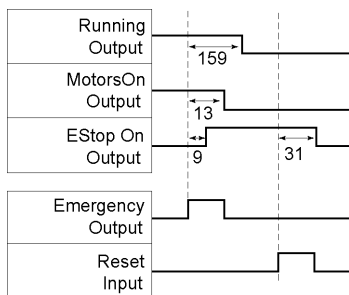 Running
Output
159
MotorsOn
Output
13
EStop On
Output
9
31
Emergency
Output
Reset
Input